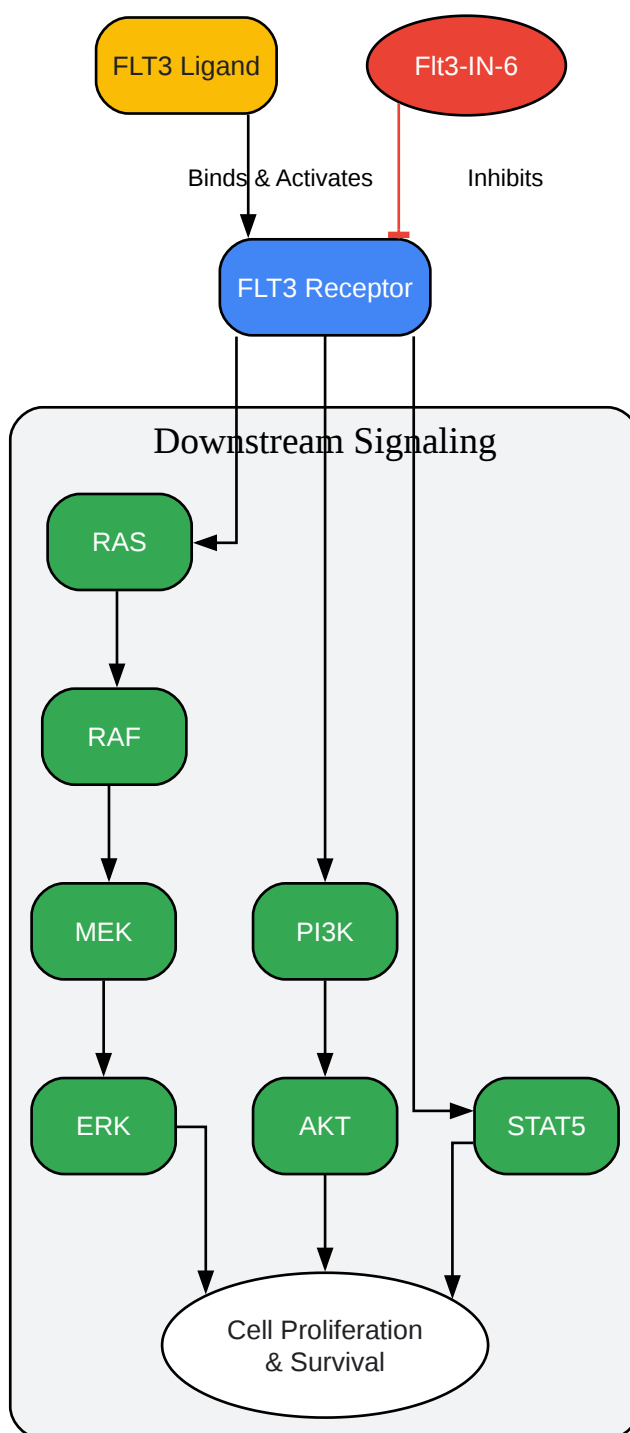 FLT3 Ligand
Flt3-IN-6
Binds & Activates
Inhibits
FLT3 Receptor
Downstream Signaling
RAS
RAF
MEK
PI3K
ERK
AKT
STAT5
Cell Proliferation
& Survival